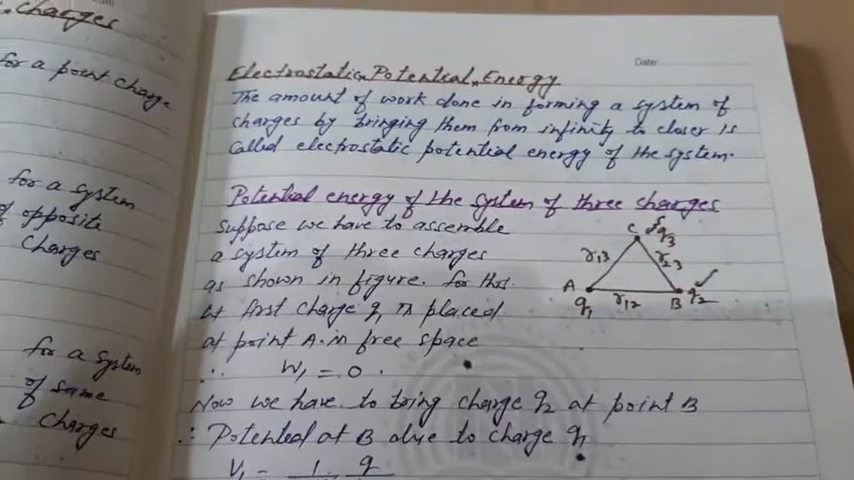 charges
for a point charge
for a system
of opposite
charges
for a system
of same
charges
Date:
Electrostatic Potential Energy
The amount of work done in forming a system of
charges by bringing them from infinity to closer is
called electrostatic potential energy of the system.
Potential energy of the system of three charges
Suppose we have to assemble
a system of three charges
as shown in figure. for this
let first charge q₁ is placed
at point A in free space
∴ W₁ = 0
Now we have to bring charge q₂ at point B
∴ Potential at B due to charge q₁
V₁ = 1 q
C q₃
r₁₃ r₂₃
A B q₂
q₁ r₁₂